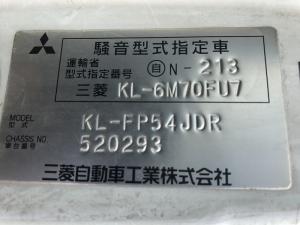 騒音型式指定車
運輸省
型式指定番号 自 N - 213
三菱 KL-6M70FU7
MODEL
型式 KL-FP54JDR
CHASSIS NO.
車台番号 520293
三菱自動車工業株式会社